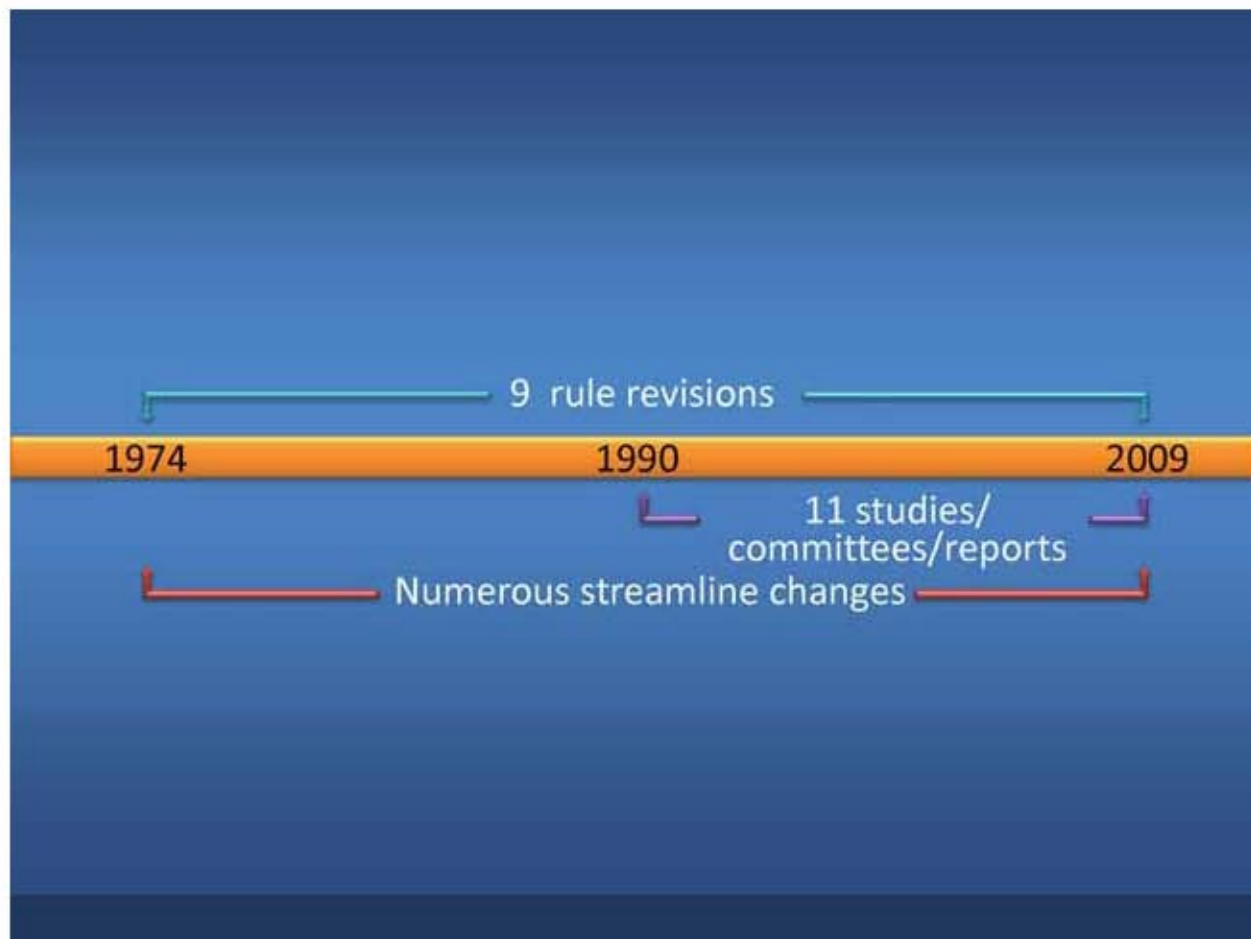 9 rule revisions
1974 1990 2009
11 studies/
committees/reports
Numerous streamline changes